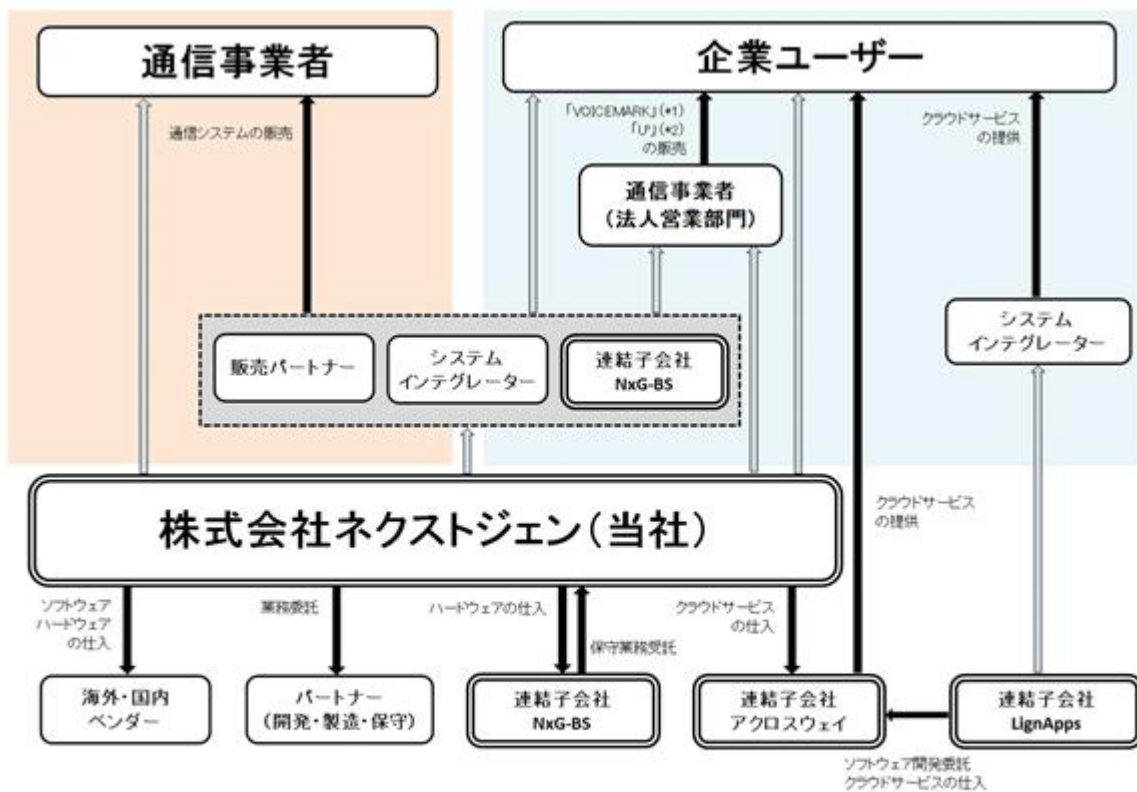 通信事業者
企業ユーザー
通信システムの販売
「VOICEMARK」(*1)
「U³」(*2)
の販売
クラウドサービス
の提供
通信事業者
（法人営業部門）
販売パートナー
システム
インテグレーター
連結子会社
NxG-BS
システム
インテグレーター
株式会社ネクストジェン（当社）
クラウドサービス
の提供
ソフトウェア
ハードウェア
の仕入
業務委託
ハードウェアの仕入
保守業務受託
クラウドサービス
の仕入
海外・国内
ベンダー
パートナー
（開発・製造・保守）
連結子会社
NxG-BS
連結子会社
アクロスウェイ
連結子会社
LignApps
ソフトウェア開発委託
クラウドサービスの仕入